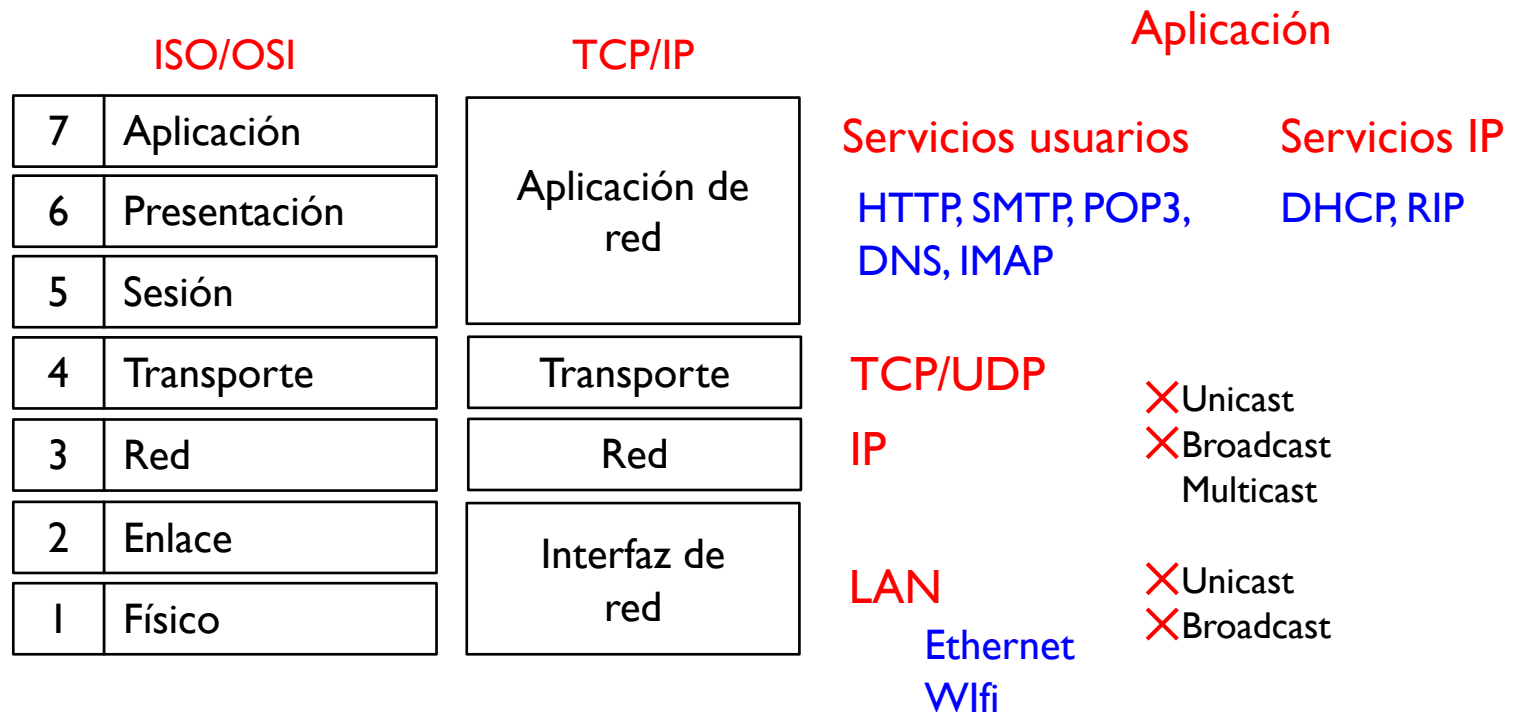 ISO/OSI
7 Aplicación
6 Presentación
5 Sesión
4 Transporte
3 Red
2 Enlace
1 Físico
TCP/IP
Aplicación de
red
Transporte
Red
Interfaz de
red
Aplicación
Servicios usuarios
HTTP, SMTP, POP3,
DNS, IMAP
Servicios IP
DHCP, RIP
TCP/UDP
IP
Unicast
Broadcast
Multicast
LAN
Ethernet
WIfi
Unicast
Broadcast